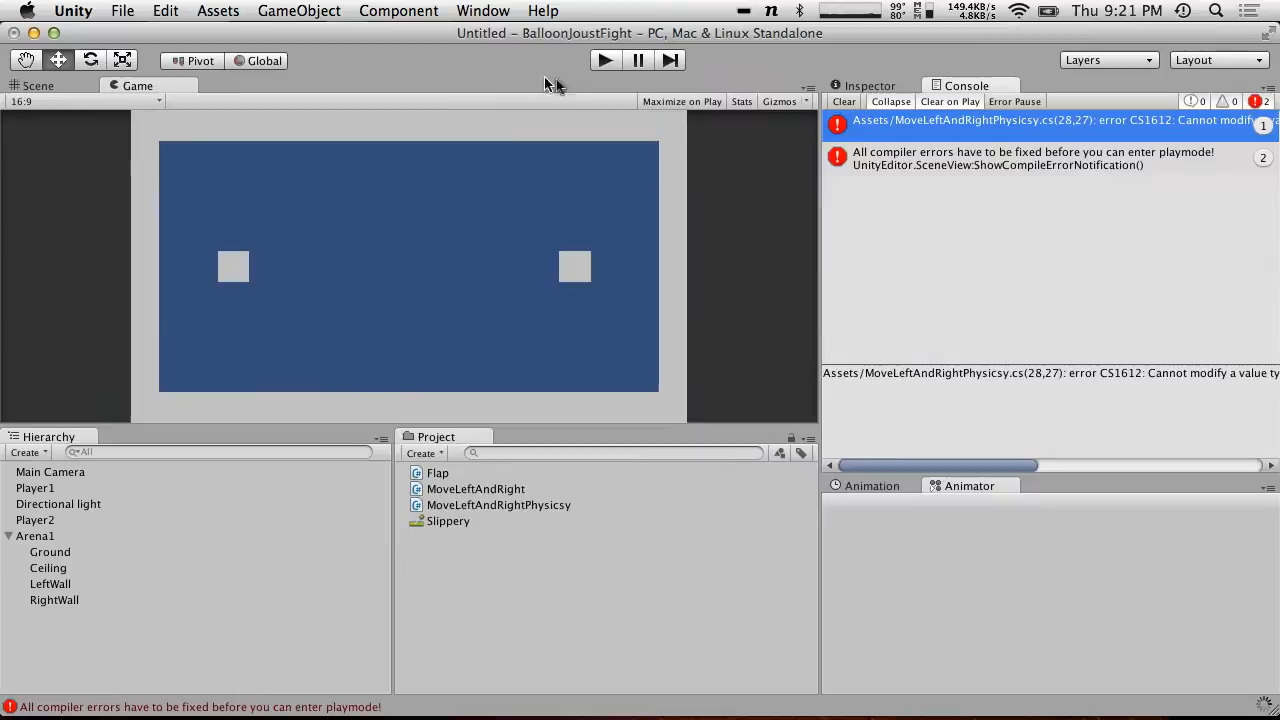 Unity File Edit Assets GameObject Component Window Help n 99° 80° MEM 149.4KB/s 4.8KB/s Thu 9:21 PM
Untitled – BalloonJoustFight – PC, Mac & Linux Standalone
Pivot Global Layers Layout
Scene Game Inspector Console
16:9 Maximize on Play Stats Gizmos Clear Collapse Clear on Play Error Pause 0 0 2
Assets/MoveLeftAndRightPhysicsy.cs(28,27): error CS1612: Cannot modify a va 1
All compiler errors have to be fixed before you can enter playmode!
UnityEditor.SceneView:ShowCompileErrorNotification() 2
Assets/MoveLeftAndRightPhysicsy.cs(28,27): error CS1612: Cannot modify a value ty
Hierarchy Project
Create All Create
Animation Animator
Main Camera
Player1
Directional light
Player2
Arena1
Ground
Ceiling
LeftWall
RightWall
Flap
MoveLeftAndRight
MoveLeftAndRightPhysicsy
Slippery
All compiler errors have to be fixed before you can enter playmode!